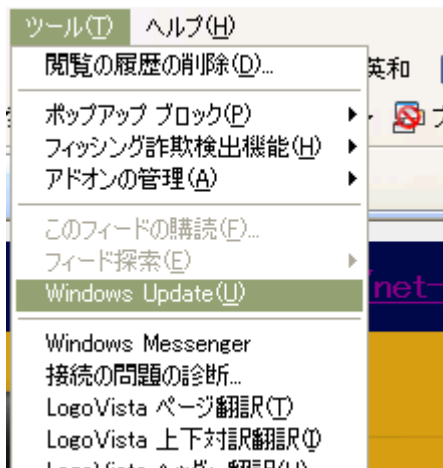 ツール(T) ヘルプ(H)
閲覧の履歴の削除(D)...
英和
ポップアップ ブロック(P)
フィッシング詐欺検出機能(H)
アドオンの管理(A)
このフィードの購読(F)...
フィード探索(E)
Windows Update(U)
/net-
Windows Messenger
接続の問題の診断...
LogoVista ページ翻訳(T)
LogoVista 上下対訳翻訳(I)